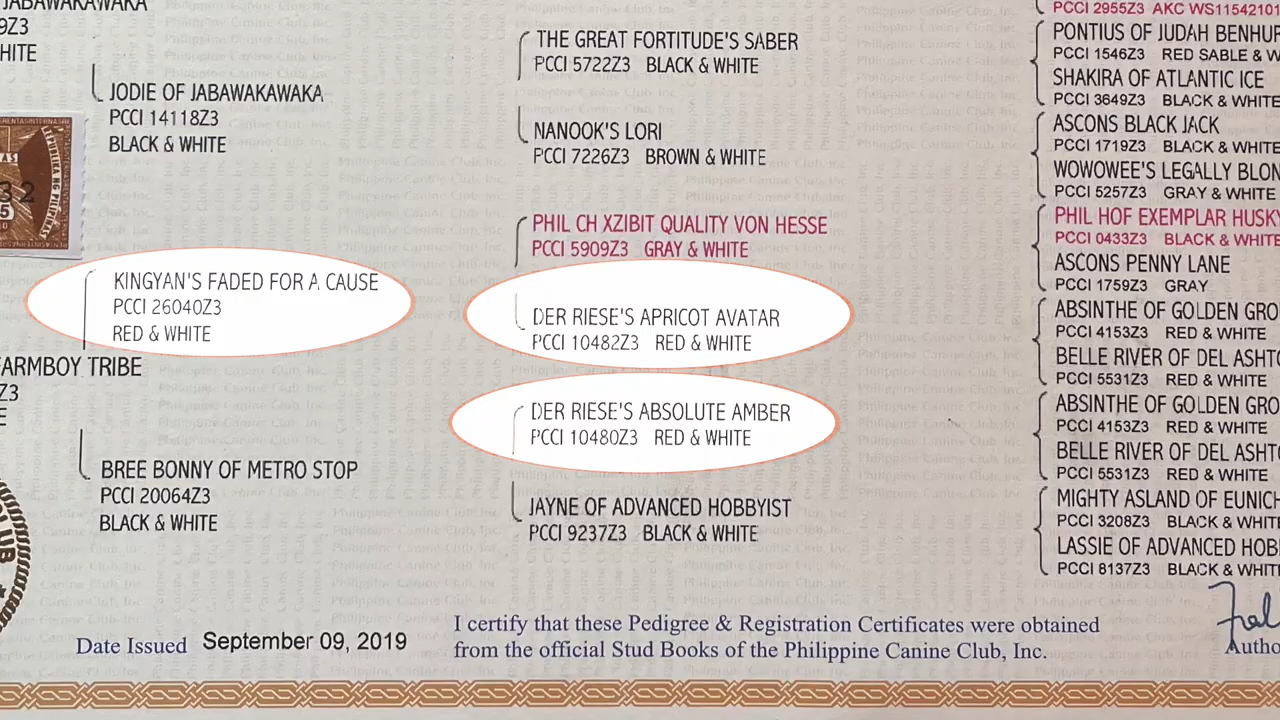 JABAWAKAWAKA
9Z3
HITE
JODIE OF JABAWAKAWAKA
PCCI 14118Z3
BLACK & WHITE
KINGYAN'S FADED FOR A CAUSE
PCCI 26040Z3
RED & WHITE
FARMBOY TRIBE
Z3
E
BREE BONNY OF METRO STOP
PCCI 20064Z3
BLACK & WHITE
THE GREAT FORTITUDE'S SABER
PCCI 5722Z3 BLACK & WHITE
NANOOK'S LORI
PCCI 7226Z3 BROWN & WHITE
PHIL CH XZIBIT QUALITY VON HESSE
PCCI 5909Z3 GRAY & WHITE
DER RIESE'S APRICOT AVATAR
PCCI 10482Z3 RED & WHITE
DER RIESE'S ABSOLUTE AMBER
PCCI 10480Z3 RED & WHITE
JAYNE OF ADVANCED HOBBYIST
PCCI 9237Z3 BLACK & WHITE
PCCI 2955Z3 AKC WS11542101
PONTIUS OF JUDAH BENHUR
PCCI 1546Z3 RED SABLE & W
SHAKIRA OF ATLANTIC ICE
PCCI 3649Z3 BLACK & WHITE
ASCONS BLACK JACK
PCCI 1719Z3 BLACK & WHITE
WOWOWEE'S LEGALLY BLON
PCCI 5257Z3 GRAY & WHITE
PHIL HOF EXEMPLAR HUSKY
PCCI 0433Z3 BLACK & WHITE
ASCONS PENNY LANE
PCCI 1759Z3 GRAY
ABSINTHE OF GOLDEN GRO
PCCI 4153Z3 RED & WHITE
BELLE RIVER OF DEL ASHTO
PCCI 5531Z3 RED & WHITE
ABSINTHE OF GOLDEN GRO
PCCI 4153Z3 RED & WHITE
BELLE RIVER OF DEL ASHTO
PCCI 5531Z3 RED & WHITE
MIGHTY ASLAND OF EUNICH
PCCI 3208Z3 BLACK & WHITE
LASSIE OF ADVANCED HOBB
PCCI 8137Z3 BLACK & WHITE
Date Issued September 09, 2019
I certify that these Pedigree & Registration Certificates were obtained
from the official Stud Books of the Philippine Canine Club, Inc.
Autho